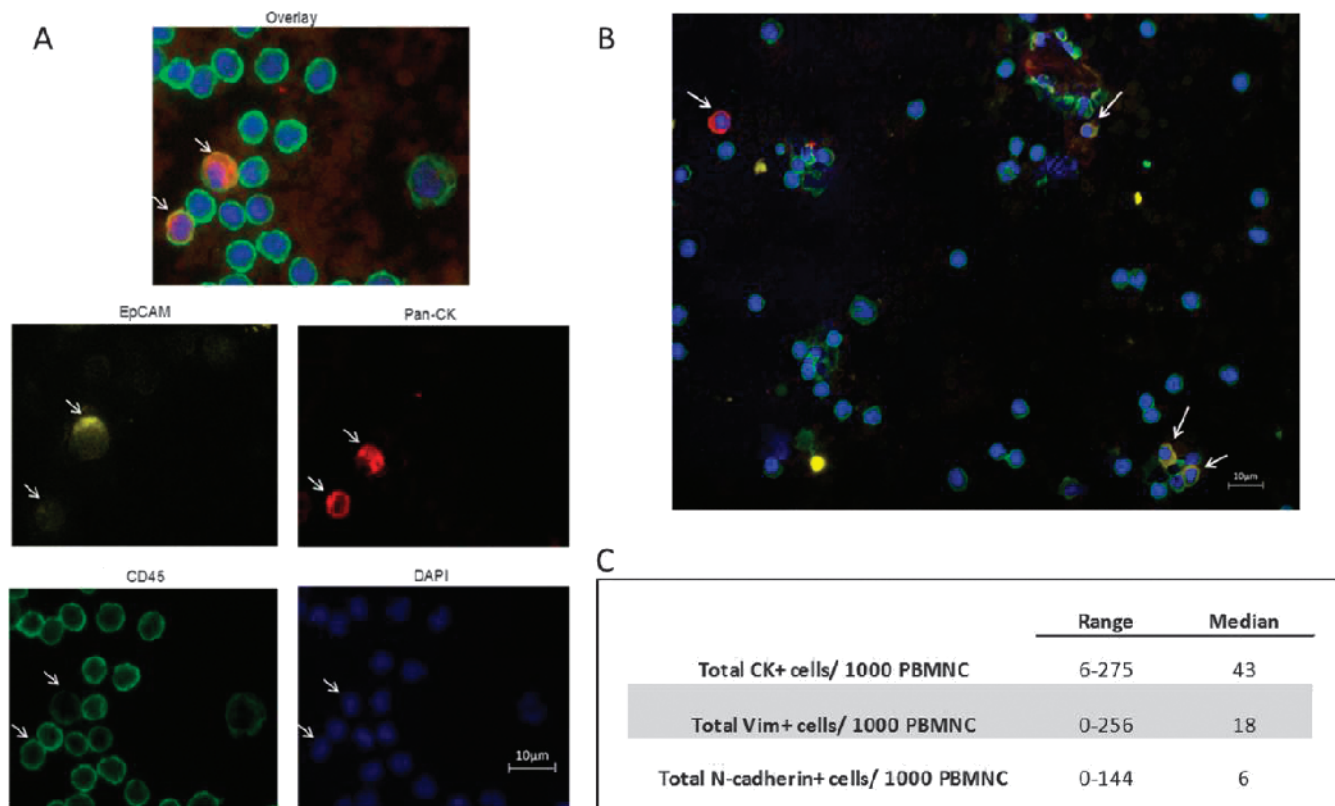 A
Overlay
EpCAM
Pan-CK
CD45
DAPI
10µm
B
10µm
C
Range Median
Total CK+ cells/ 1000 PBMNC 6-275 43
Total Vim+ cells/ 1000 PBMNC 0-256 18
Total N-cadherin+ cells/ 1000 PBMNC 0-144 6